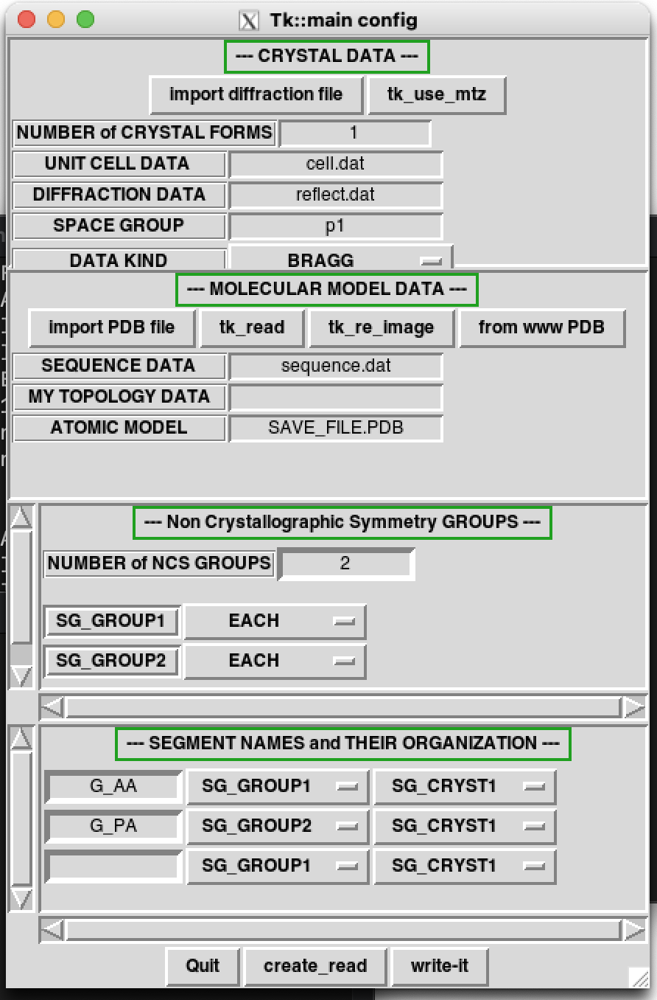 Tk::main config
--- CRYSTAL DATA ---
import diffraction file tk_use_mtz
NUMBER of CRYSTAL FORMS 1
UNIT CELL DATA cell.dat
DIFFRACTION DATA reflect.dat
SPACE GROUP p1
DATA KIND BRAGG
--- MOLECULAR MODEL DATA ---
import PDB file tk_read tk_re_image from www PDB
SEQUENCE DATA sequence.dat
MY TOPOLOGY DATA
ATOMIC MODEL SAVE_FILE.PDB
--- Non Crystallographic Symmetry GROUPS ---
NUMBER of NCS GROUPS 2
SG_GROUP1 EACH
SG_GROUP2 EACH
--- SEGMENT NAMES and THEIR ORGANIZATION ---
G_AA SG_GROUP1 SG_CRYST1
G_PA SG_GROUP2 SG_CRYST1
SG_GROUP1 SG_CRYST1
Quit create_read write-it